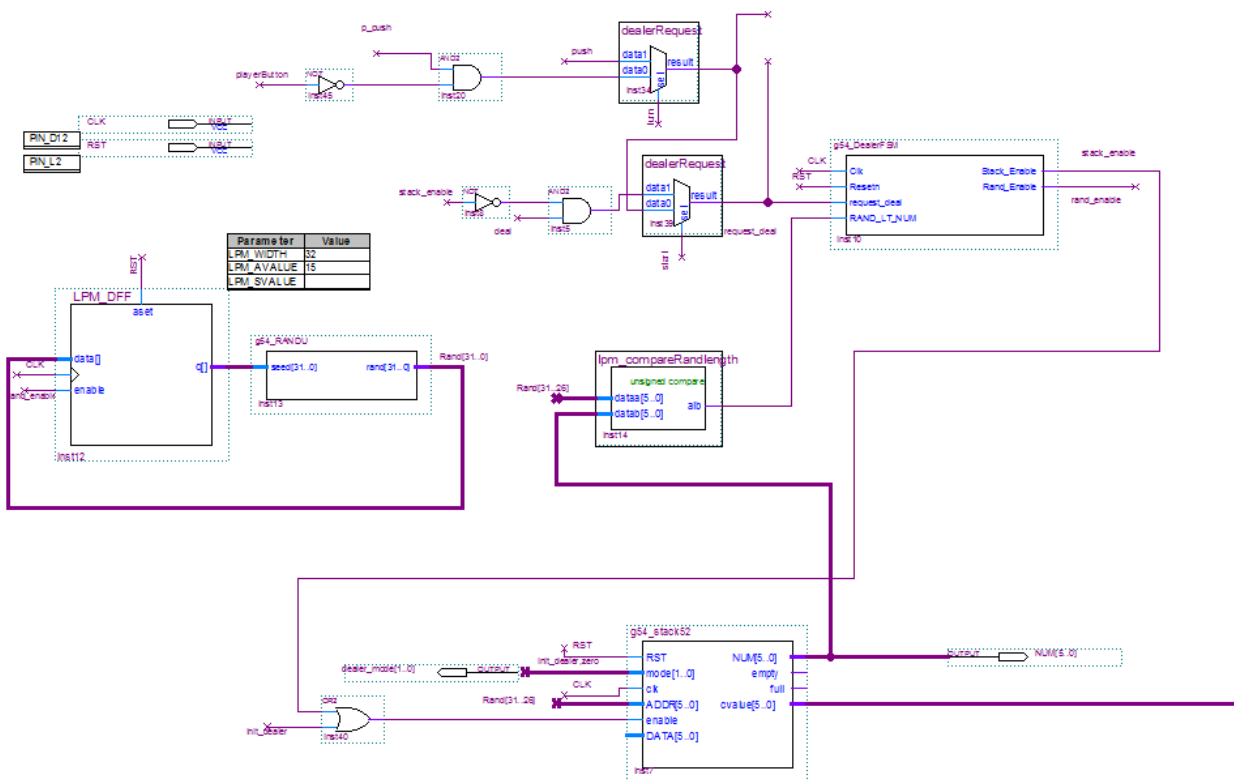 p_push
dealerRequest
push
data1
data0
result
sel
inst34
turn
playerButton
NOT
inst45
AND2
inst20
CLK
INPUT
VCC
PIN_D12
RST
INPUT
VCC
PIN_L2
dealerRequest
data1
data0
result
sel
inst39
start
request_deal
stack_enable
NOT
inst8
AND2
inst5
deal
g54_DealerFSM
CLK
RST
Clk
Resetn
request_deal
RAND_LT_NUM
Stack_Enable
Rand_Enable
inst10
stack_enable
rand_enable
Parameter Value
LPM_WIDTH 32
LPM_AVALUE 15
LPM_SVALUE
RST
LPM_DFF
aset
data[]
CLK
enable
q[]
inst12
g54_RANDU
seed[31..0]
rand[31..0]
inst13
Rand[31..0]
lpm_compareRandlength
unsigned compare
Rand[31..26]
dataa[5..0]
datab[5..0]
alb
inst14
g54_stack52
RST
init_dealer,zero
dealer_mode[1..0]
OUTPUT
CLK
Rand[31..26]
RST
mode[1..0]
clk
ADDR[5..0]
enable
DATA[5..0]
NUM[5..0]
empty
full
cvalue[5..0]
inst7
OUTPUT
NUM[5..0]
OR2
init_dealer
inst40